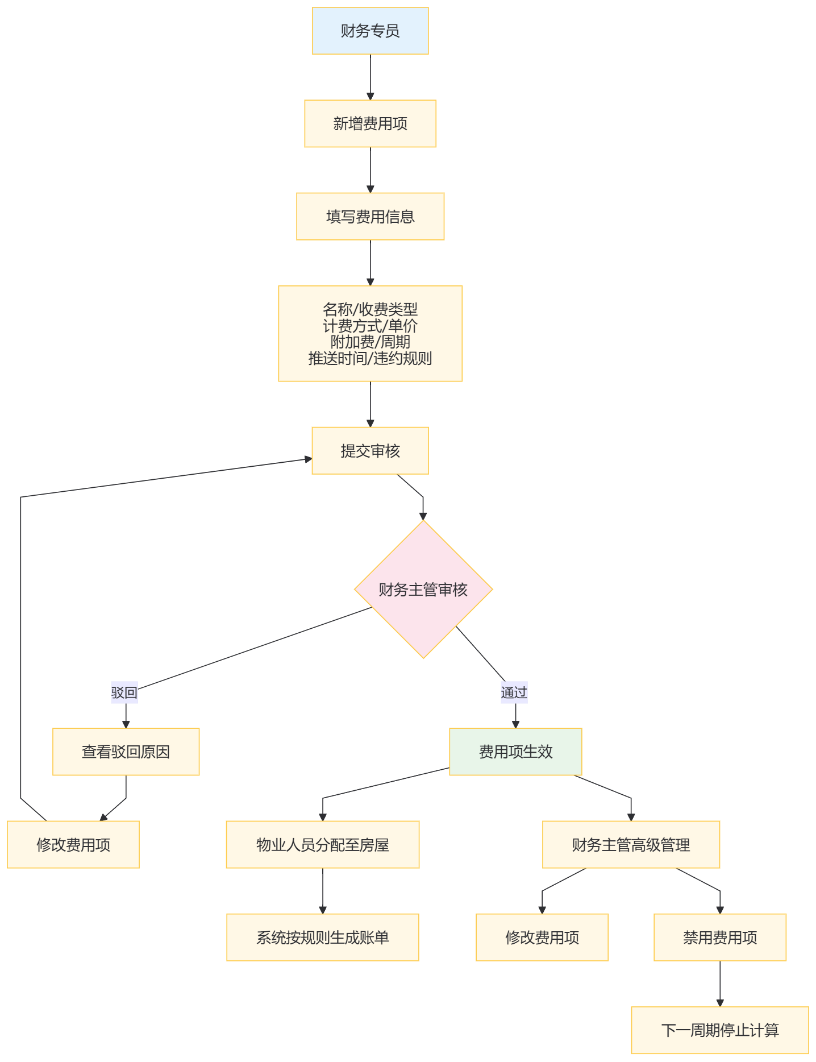 财务专员
新增费用项
填写费用信息
名称/收费类型
计费方式/单价
附加费/周期
推送时间/违约规则
提交审核
财务主管审核
驳回
通过
查看驳回原因
费用项生效
修改费用项
物业人员分配至房屋
财务主管高级管理
系统按规则生成账单
修改费用项
禁用费用项
下一周期停止计算